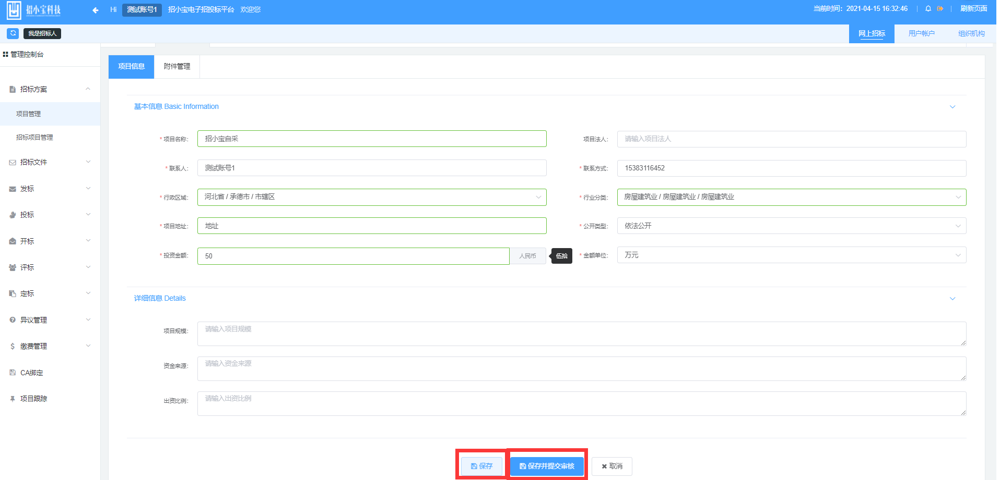 招小宝科技 Hi 测试账号1 招小宝电子招投标平台 欢迎您 当前时间：2021-04-15 16:32:46 刷新页面
我是招标人 网上招标 用户帐户 组织机构
管理控制台
招标方案
项目管理
招标项目管理
招标文件
发标
投标
开标
评标
定标
异议管理
缴费管理
CA绑定
项目跟踪
项目信息 附件管理
基本信息 Basic Information
* 项目名称： 招小宝自采 项目法人： 请输入项目法人
* 联系人： 测试账号1 * 联系方式： 15383116452
* 行政区域： 河北省 / 承德市 / 市辖区 * 行业分类： 房屋建筑业 / 房屋建筑业 / 房屋建筑业
* 项目地址： 地址 * 公开类型： 依法公开
* 投资金额： 50 人民币 伍拾 * 金额单位： 万元
详细信息 Details
项目规模： 请输入项目规模
资金来源： 请输入资金来源
出资比例： 请输入出资比例
保存 保存并提交审核 取消